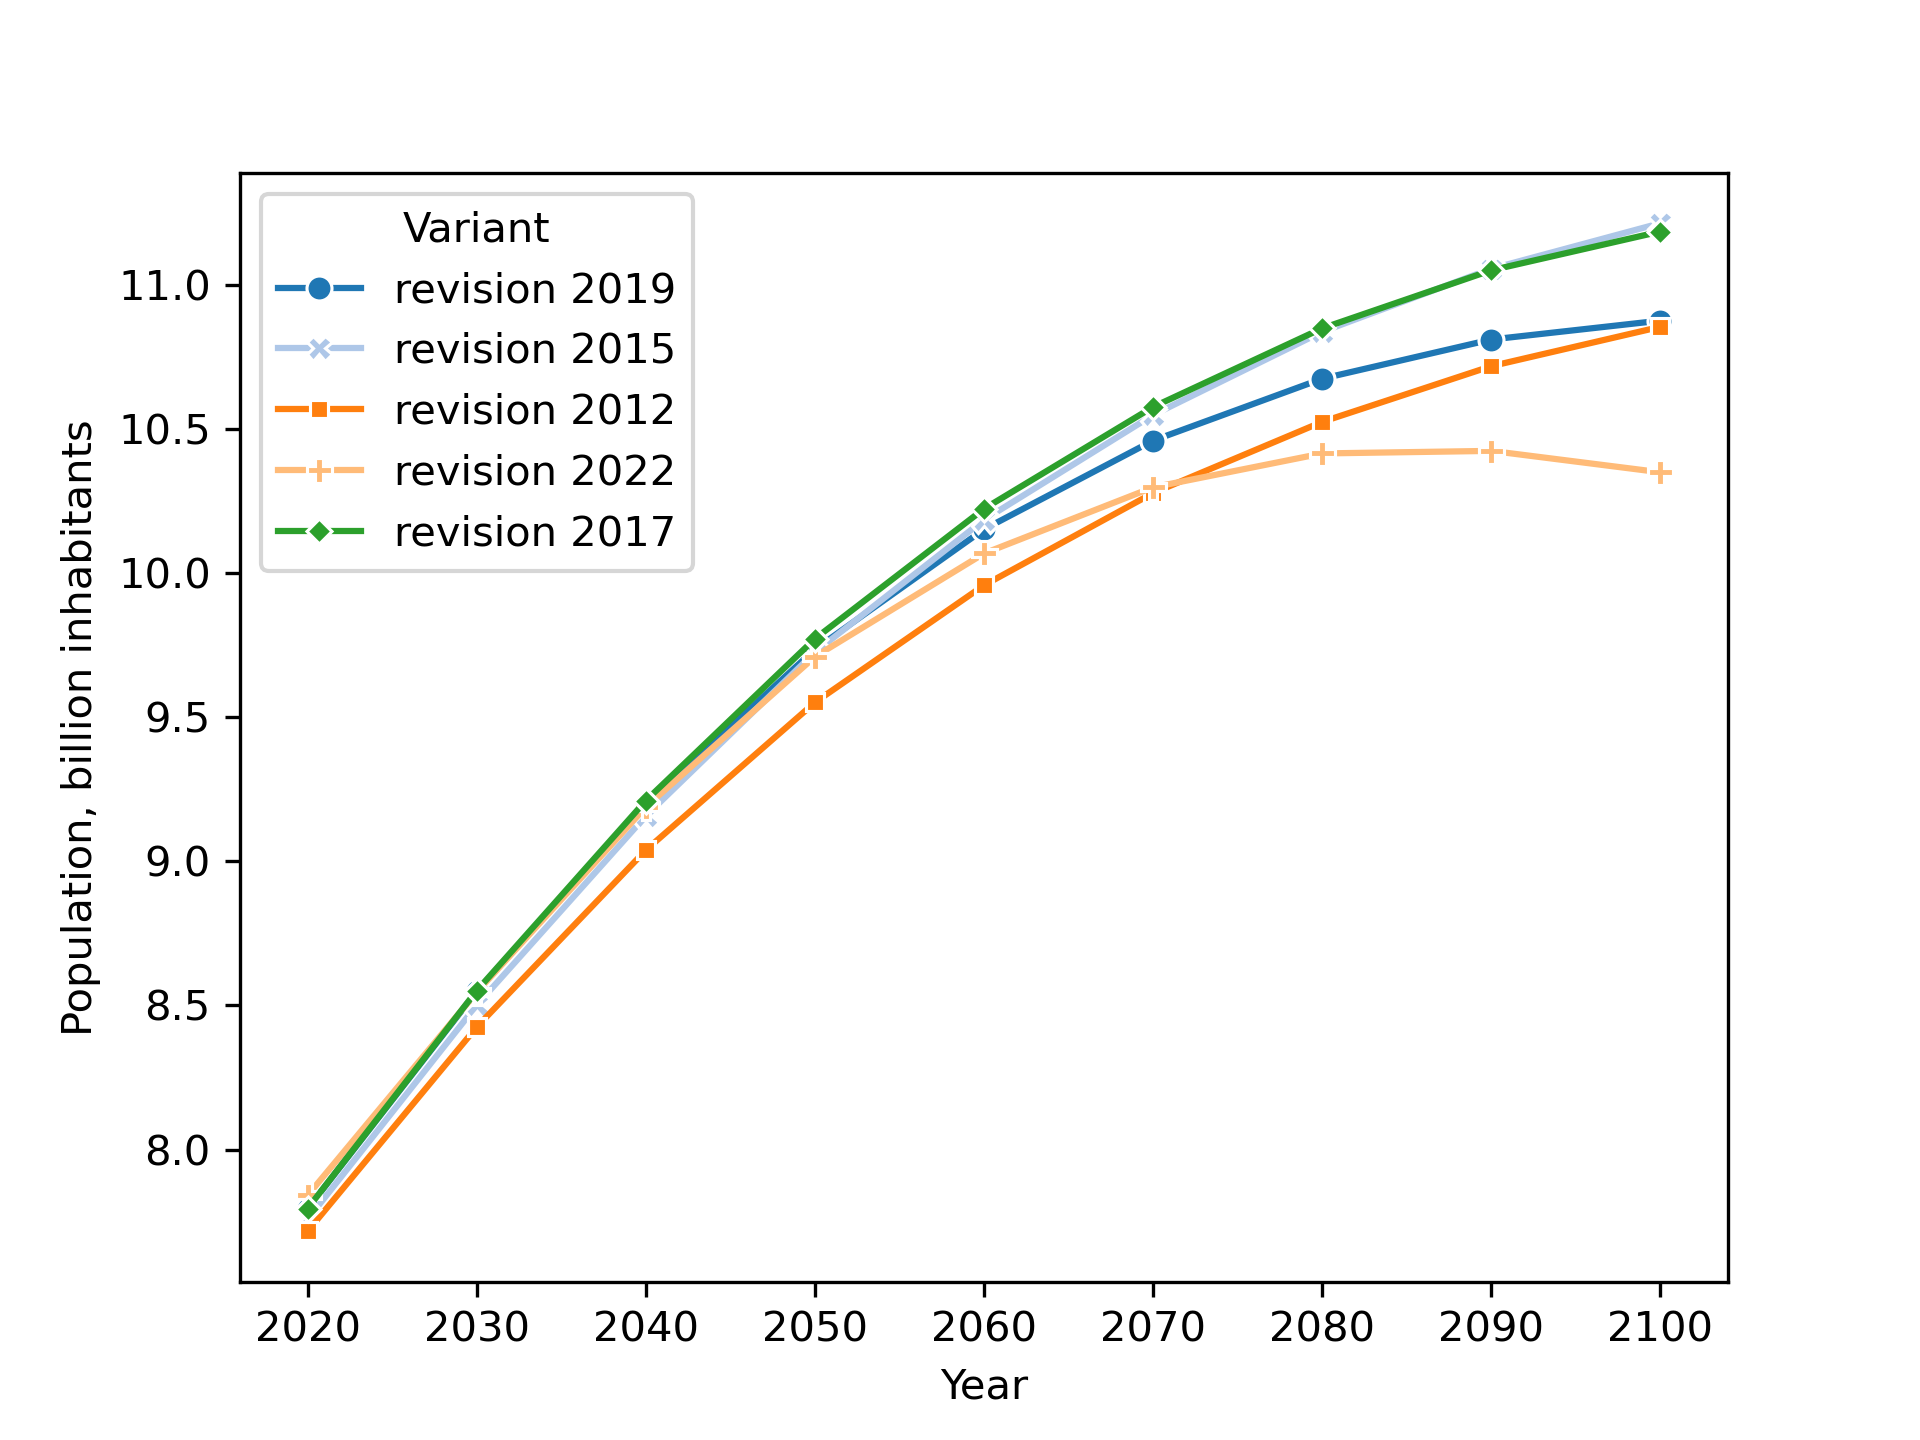 Variant
revision 2019
revision 2015
revision 2012
revision 2022
revision 2017
Population, billion inhabitants
11.0
10.5
10.0
9.5
9.0
8.5
8.0
2020 2030 2040 2050 2060 2070 2080 2090 2100
Year